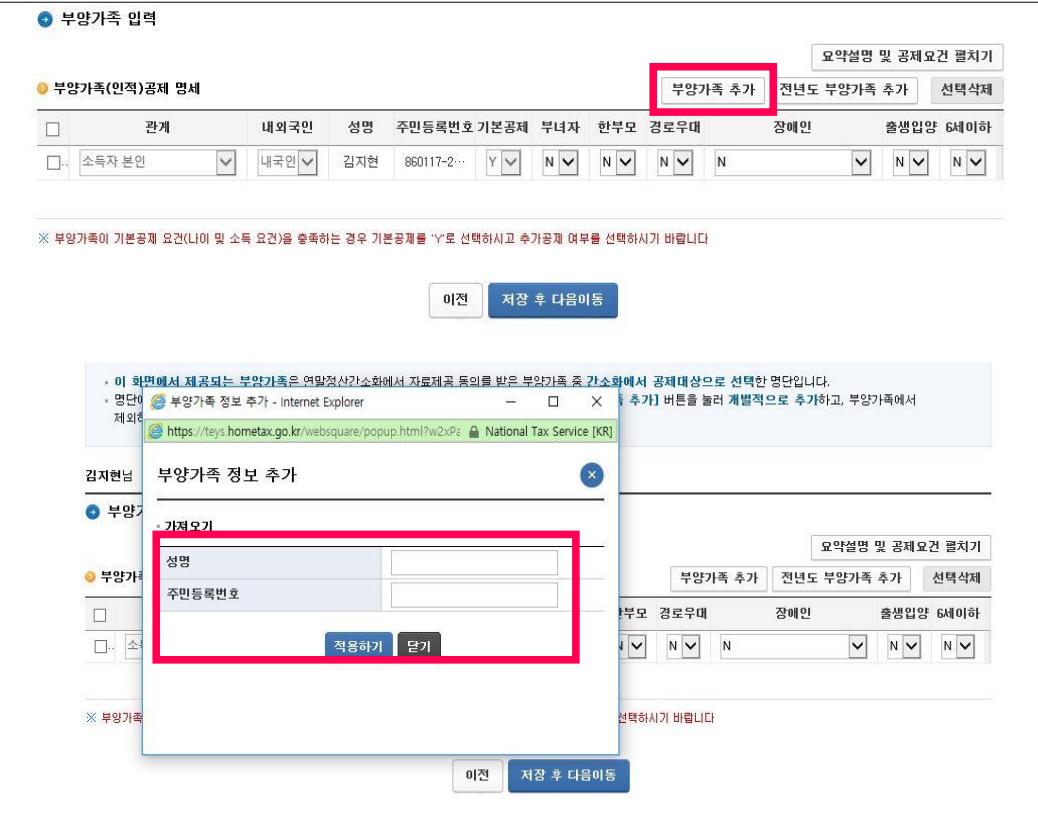 부양가족 입력
요약설명 및 공제요건 펼치기
부양가족(인적)공제 명세
부양가족 추가 전년도 부양가족 추가 선택삭제
관계 내외국인 성명 주민등록번호 기본공제 부녀자 한부모 경로우대 장애인 출생입양 6세이하
소득자 본인 내국인 김지현 860117-2… Y N N N N N N
※ 부양가족이 기본공제 요건(나이 및 소득 요건)을 충족하는 경우 기본공제를 'Y'로 선택하시고 추가공제 여부를 선택하시기 바랍니다
이전 저장 후 다음이동
이 화면에서 제공되는 부양가족은 연말정산간소화에서 자료제공 동의를 받은 부양가족 중 간소화에서 공제대상으로 선택한 명단입니다.
추가] 버튼을 눌러 개별적으로 추가하고, 부양가족에서
부양가족 정보 추가 - Internet Explorer
https://teys.hometax.go.kr/websquare/popup.html?w2xPa National Tax Service [KR]
김지현님
부양가족 정보 추가
가져오기
성명
주민등록번호
적용하기 닫기
요약설명 및 공제요건 펼치기
부양가족 추가 전년도 부양가족 추가 선택삭제
경로우대 장애인 출생입양 6세이하
N N N N
※ 부양가족
선택하시기 바랍니다
이전 저장 후 다음이동